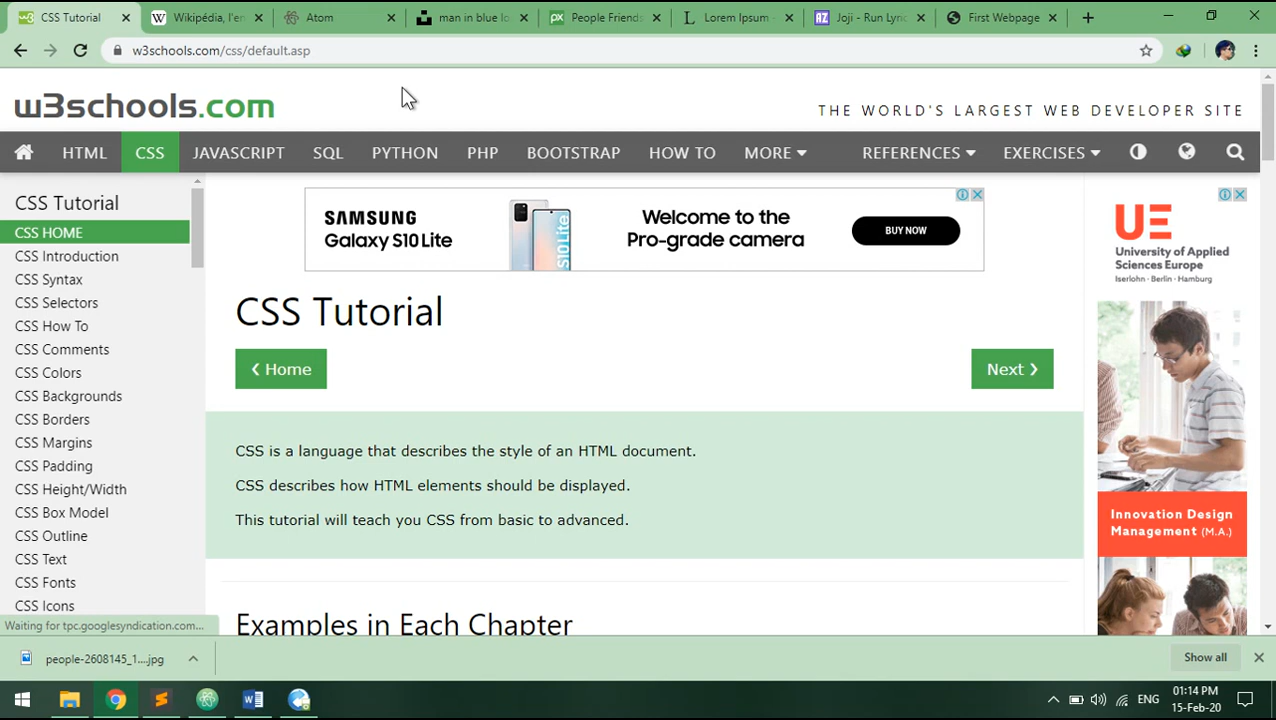 CSS Tutorial
Wikipédia, l'en
Atom
man in blue lo
People Friends
Lorem Ipsum -
Joji - Run Lyric
First Webpage
w3schools.com/css/default.asp
w3schools.com
THE WORLD'S LARGEST WEB DEVELOPER SITE
HTML
CSS
JAVASCRIPT
SQL
PYTHON
PHP
BOOTSTRAP
HOW TO
MORE
REFERENCES
EXERCISES
CSS Tutorial
CSS HOME
CSS Introduction
CSS Syntax
CSS Selectors
CSS How To
CSS Comments
CSS Colors
CSS Backgrounds
CSS Borders
CSS Margins
CSS Padding
CSS Height/Width
CSS Box Model
CSS Outline
CSS Text
CSS Fonts
CSS Icons
SAMSUNG
Galaxy S10 Lite
S10 Lite
Welcome to the
Pro-grade camera
BUY NOW
CSS Tutorial
❮ Home
Next ❯
CSS is a language that describes the style of an HTML document.
CSS describes how HTML elements should be displayed.
This tutorial will teach you CSS from basic to advanced.
Examples in Each Chapter
UE
University of Applied
Sciences Europe
Iserlohn · Berlin · Hamburg
Innovation Design
Management (M.A.)
Waiting for tpc.googlesyndication.com...
people-2608145_1....jpg
Show all
ENG
01:14 PM
15-Feb-20